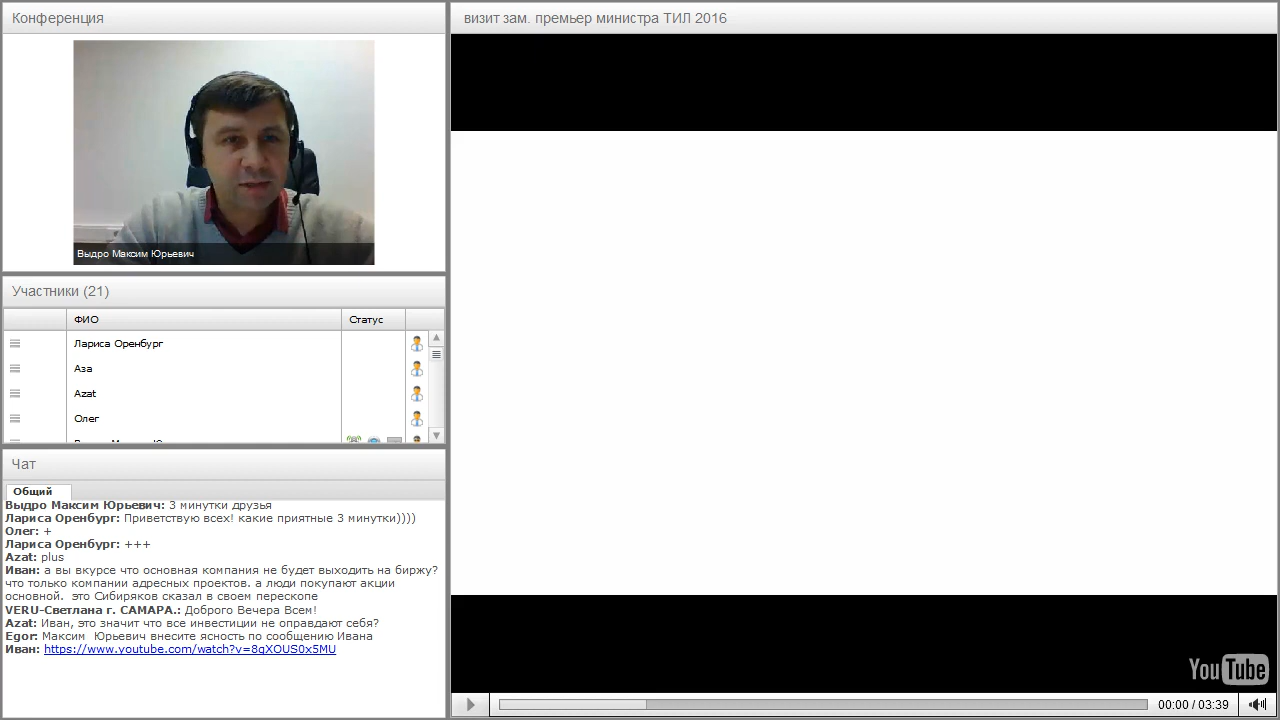 Конференция
Выдро Максим Юрьевич
Участники (21)
ФИО
Статус
Лариса Оренбург
Аза
Azat
Олег
Чат
Общий
Выдро Максим Юрьевич: 3 минутки друзья
Лариса Оренбург: Приветствую всех! какие приятные 3 минутки))))
Олег: +
Лариса Оренбург: +++
Azat: plus
Иван: а вы вкурсе что основная компания не будет выходить на биржу?
что только компании адресных проектов. а люди покупают акции
основной. это Сибиряков сказал в своем перескопе
VERU-Светлана г. САМАРА.: Доброго Вечера Всем!
Azat: Иван, это значит что все инвестиции не оправдают себя?
Egor: Максим Юрьевич внесите ясность по сообщению Ивана
Иван: https://www.youtube.com/watch?v=8qXOUS0x5MU
визит зам. премьер министра ТИЛ 2016
YouTube
00:00 / 03:39